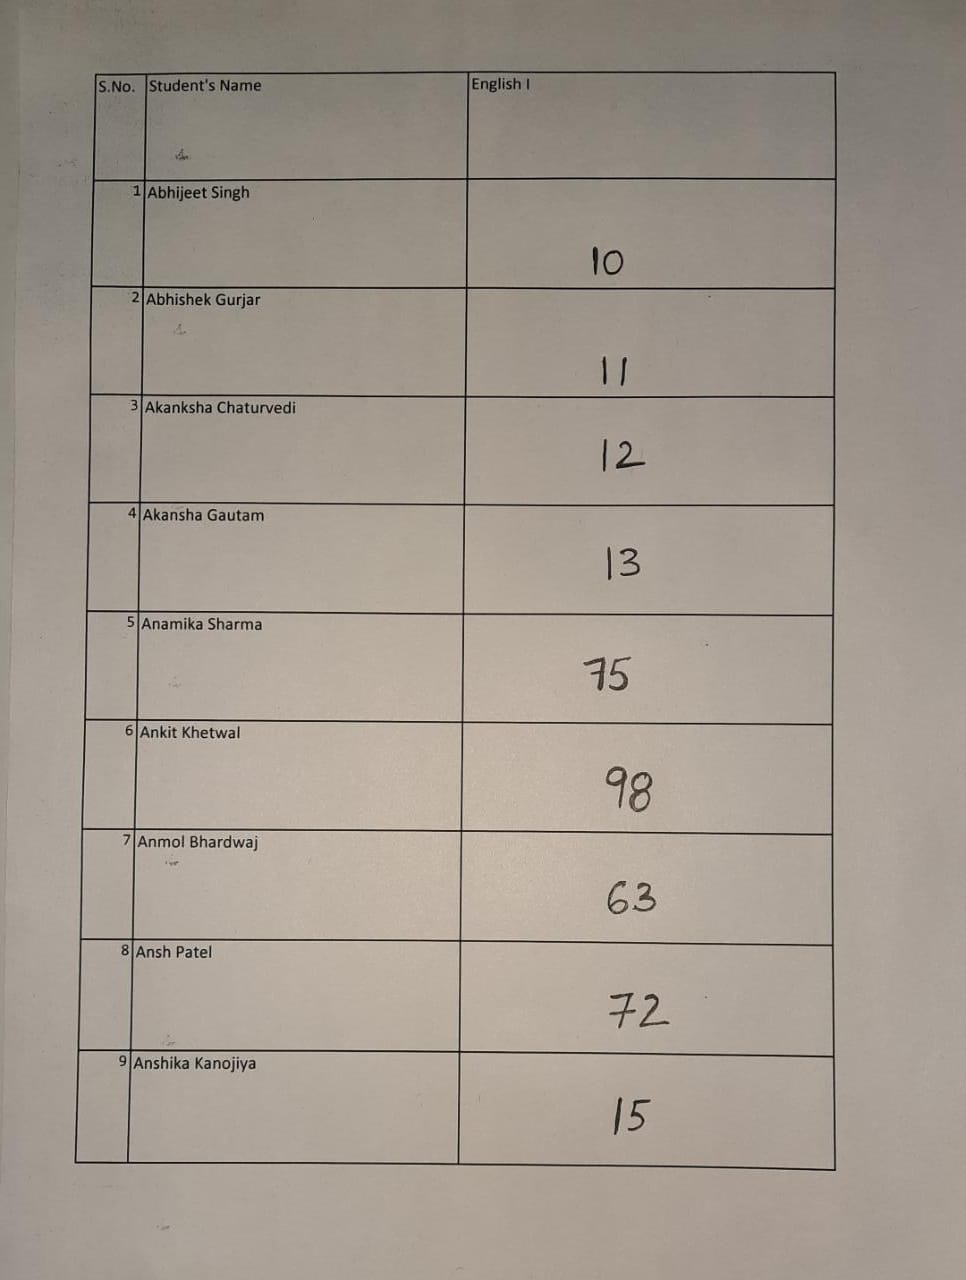 S.No. Student's Name English I
1 Abhijeet Singh 10
2 Abhishek Gurjar 11
3 Akanksha Chaturvedi 12
4 Akansha Gautam 13
5 Anamika Sharma 75
6 Ankit Khetwal 98
7 Anmol Bhardwaj 63
8 Ansh Patel 72
9 Anshika Kanojiya 15